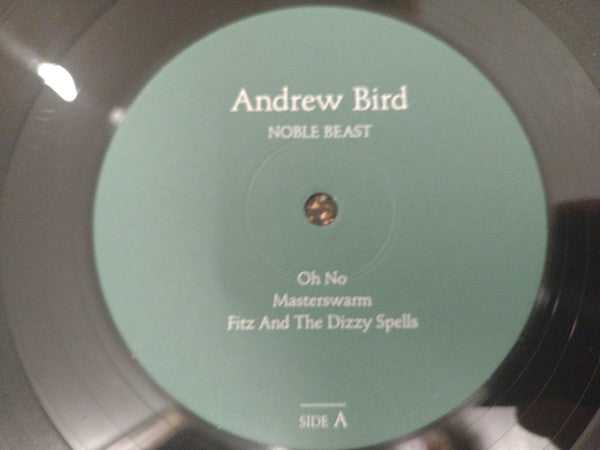 Andrew Bird
NOBLE BEAST
Oh No
Masterswarm
Fitz And The Dizzy Spells
SIDE A